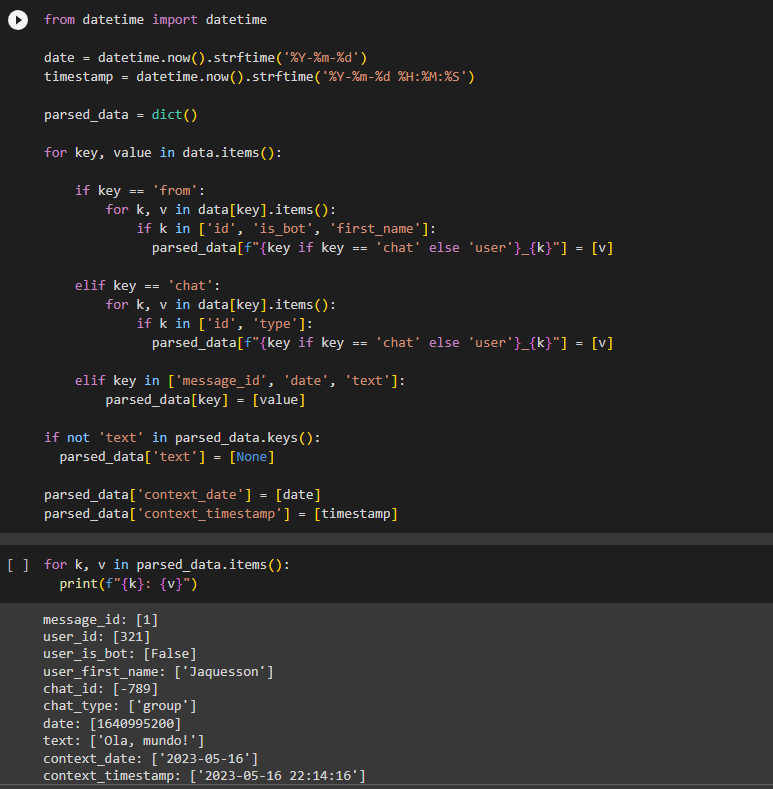 from datetime import datetime
date = datetime.now().strftime('%Y-%m-%d')
timestamp = datetime.now().strftime('%Y-%m-%d %H:%M:%S')
parsed_data = dict()
for key, value in data.items():
    if key == 'from':
        for k, v in data[key].items():
            if k in ['id', 'is_bot', 'first_name']:
              parsed_data[f"{key if key == 'chat' else 'user'}_{k}"] = [v]
    elif key == 'chat':
        for k, v in data[key].items():
            if k in ['id', 'type']:
              parsed_data[f"{key if key == 'chat' else 'user'}_{k}"] = [v]
    elif key in ['message_id', 'date', 'text']:
        parsed_data[key] = [value]
if not 'text' in parsed_data.keys():
  parsed_data['text'] = [None]
parsed_data['context_date'] = [date]
parsed_data['context_timestamp'] = [timestamp]
[ ] for k, v in parsed_data.items():
  print(f"{k}: {v}")
message_id: [1]
user_id: [321]
user_is_bot: [False]
user_first_name: ['Jaquesson']
chat_id: [-789]
chat_type: ['group']
date: [1640995200]
text: ['Ola, mundo!']
context_date: ['2023-05-16']
context_timestamp: ['2023-05-16 22:14:16']